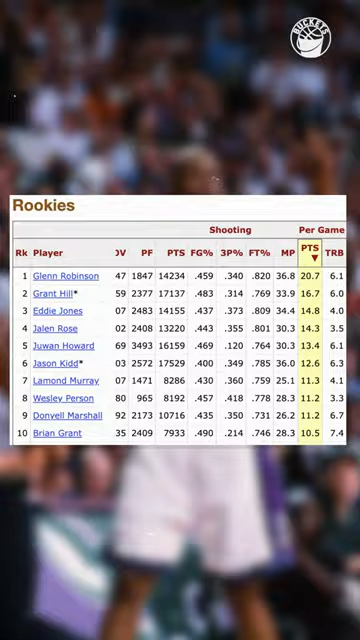 BUCKETS
Rookies
Shooting Per Game
Rk Player OV PF PTS FG% 3P% FT% MP PTS▼ TRB
1 Glenn Robinson 47 1847 14234 .459 .340 .820 36.8 20.7 6.1
2 Grant Hill* 59 2377 17137 .483 .314 .769 33.9 16.7 6.0
3 Eddie Jones 07 2483 14155 .437 .373 .809 34.4 14.8 4.0
4 Jalen Rose 02 2408 13220 .443 .355 .801 30.3 14.3 3.5
5 Juwan Howard 69 3493 16159 .469 .120 .764 30.3 13.4 6.1
6 Jason Kidd* 03 2572 17529 .400 .349 .785 36.0 12.6 6.3
7 Lamond Murray 07 1471 8286 .430 .360 .759 25.1 11.3 4.1
8 Wesley Person 80 965 8192 .457 .418 .778 28.3 11.2 3.3
9 Donyell Marshall 92 2173 10716 .435 .350 .731 26.2 11.2 6.7
10 Brian Grant 35 2409 7933 .490 .214 .746 28.3 10.5 7.4